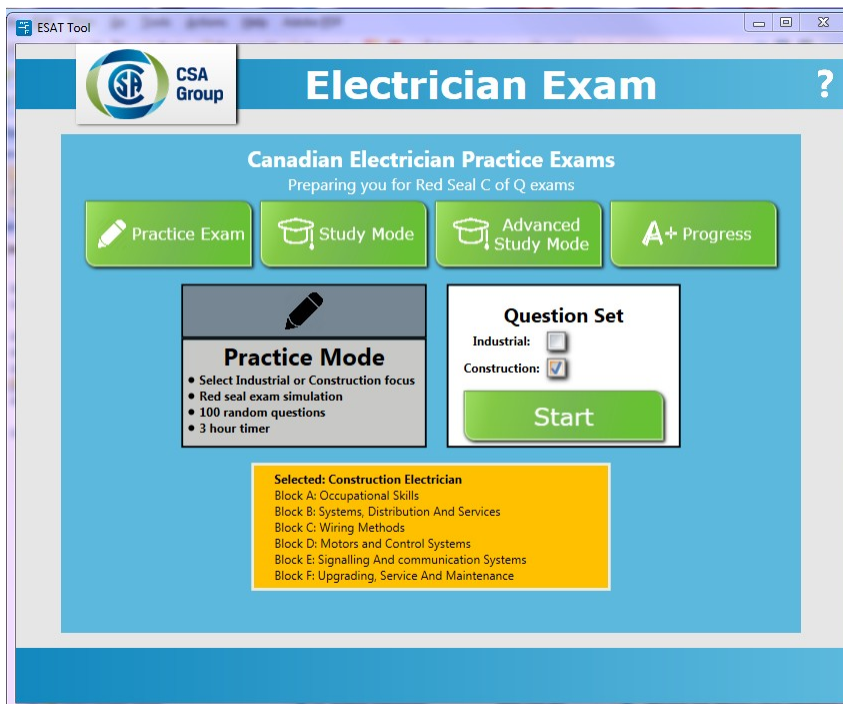 ESAT Tool
CSA
Group
Electrician Exam
?
Canadian Electrician Practice Exams
Preparing you for Red Seal C of Q exams
Practice Exam
Study Mode
Advanced
Study Mode
A+ Progress
Practice Mode
• Select Industrial or Construction focus
• Red seal exam simulation
• 100 random questions
• 3 hour timer
Question Set
Industrial:
Construction:
Start
Selected: Construction Electrician
Block A: Occupational Skills
Block B: Systems, Distribution And Services
Block C: Wiring Methods
Block D: Motors and Control Systems
Block E: Signalling And communication Systems
Block F: Upgrading, Service And Maintenance